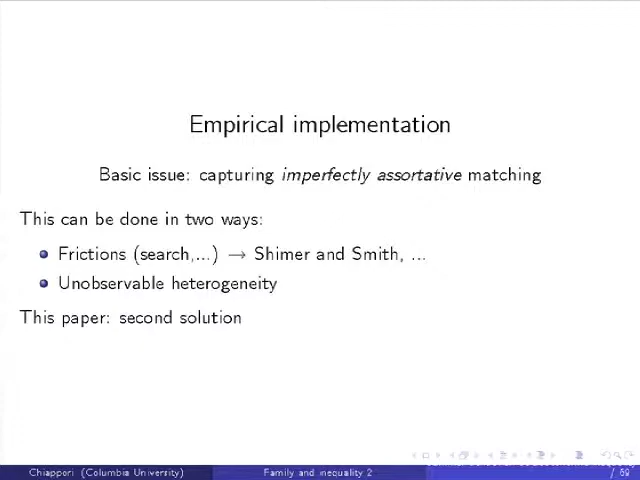 Empirical implementation
Basic issue: capturing imperfectly assortative matching
This can be done in two ways:
Frictions (search,...) → Shimer and Smith, ...
Unobservable heterogeneity
This paper: second solution
Chiappori (Columbia University) Family and inequality 2 / 69